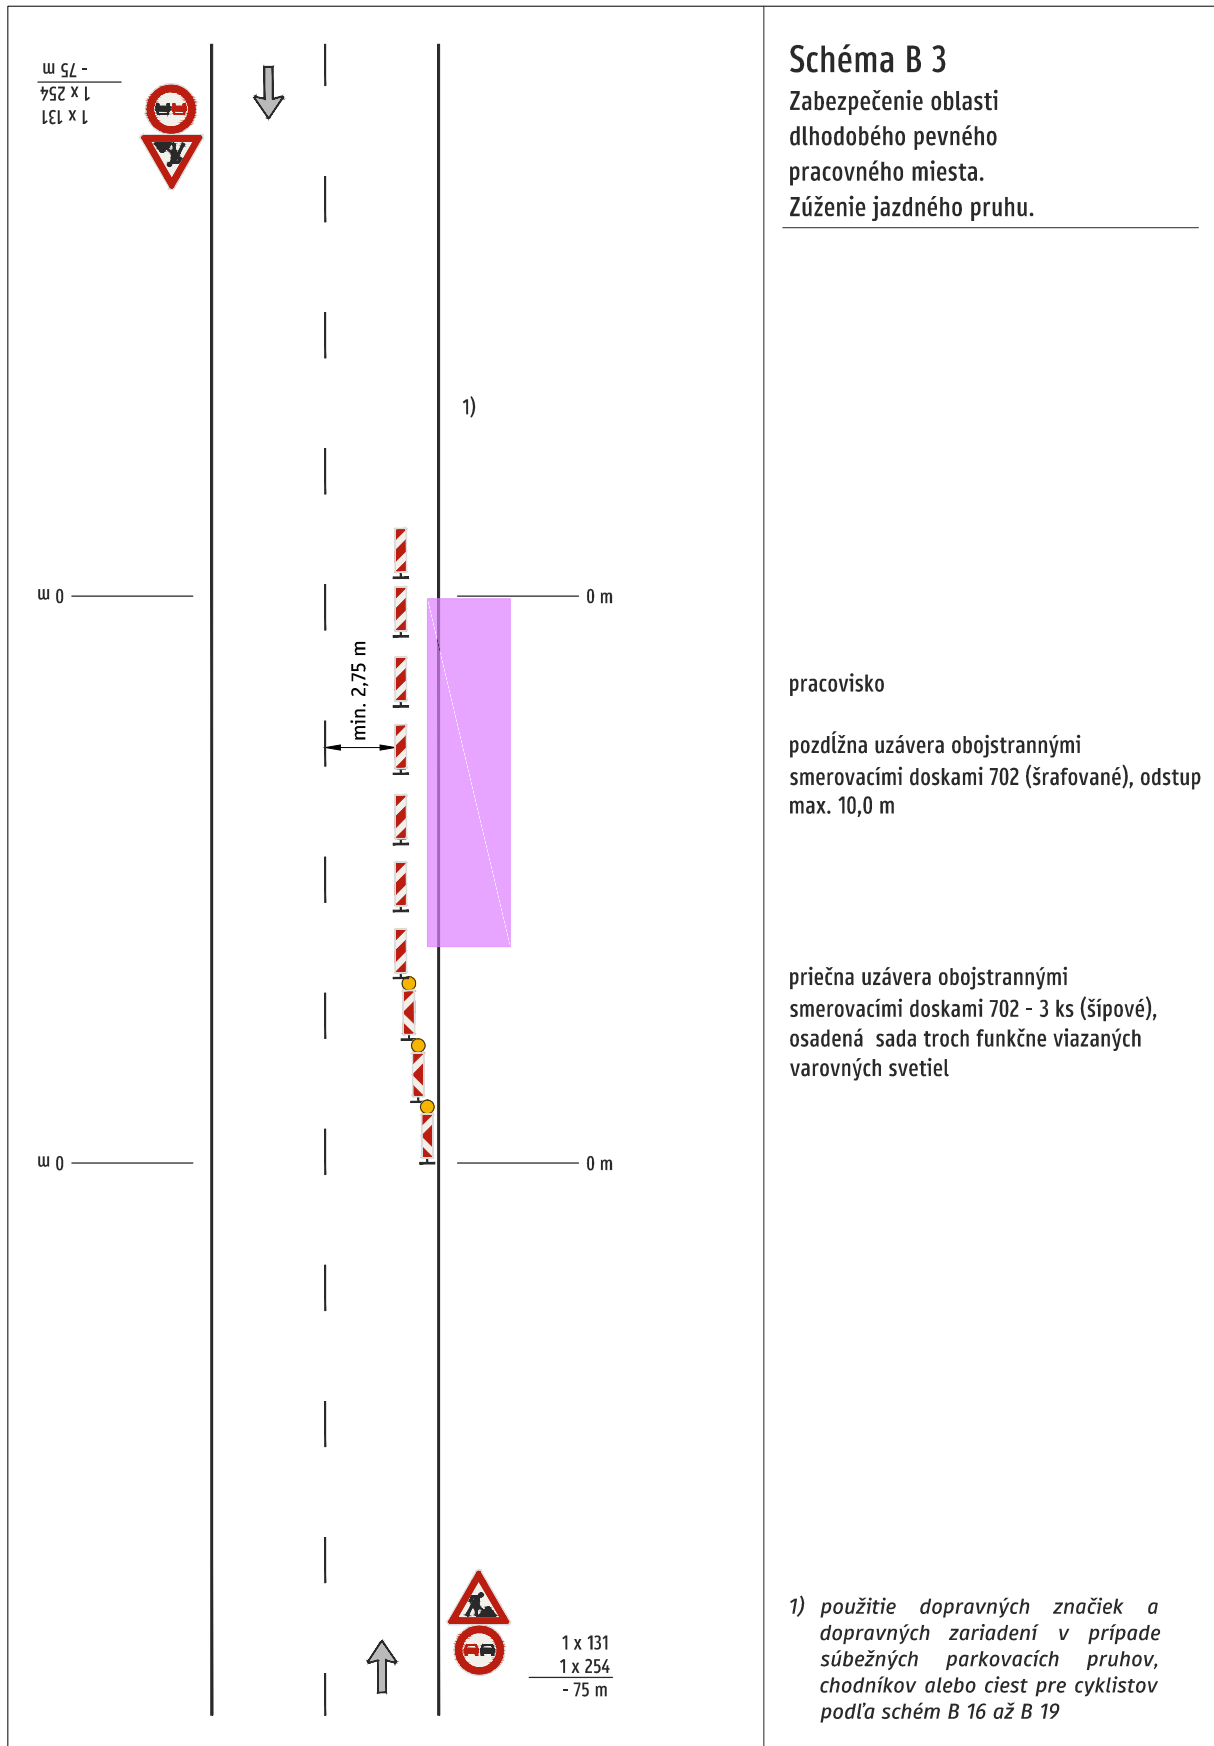 Schéma B 3
Zabezpečenie oblasti
dlhodobého pevného
pracovného miesta.
Zúženie jazdného pruhu.
1 x 131
1 x 254
- 75 m
1)
0 m
0 m
min. 2,75 m
pracovisko
pozdĺžna uzávera obojstrannými
smerovacími doskami 702 (šrafované), odstup
max. 10,0 m
priečna uzávera obojstrannými
smerovacími doskami 702 - 3 ks (šípové),
osadená sada troch funkčne viazaných
varovných svetiel
0 m
0 m
1 x 131
1 x 254
- 75 m
1) použitie dopravných značiek a
dopravných zariadení v prípade
súbežných parkovacích pruhov,
chodníkov alebo ciest pre cyklistov
podľa schém B 16 až B 19